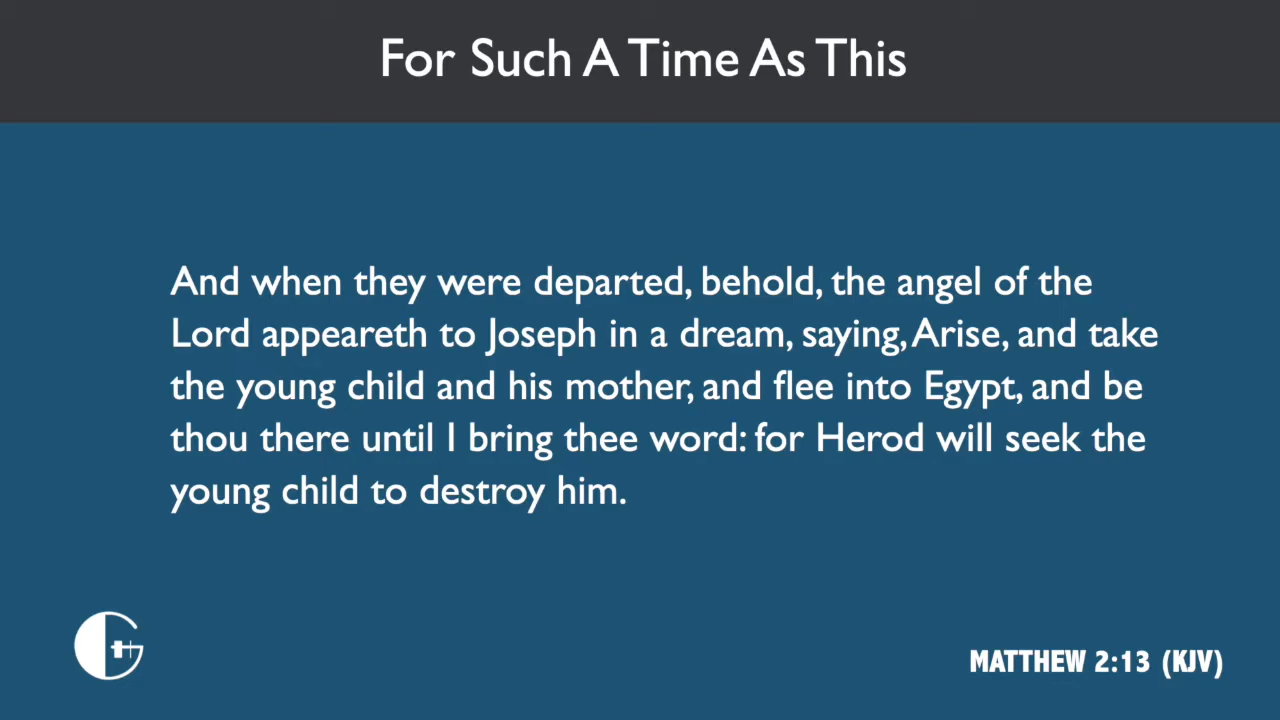 For Such A Time As This
And when they were departed, behold, the angel of the
Lord appeareth to Joseph in a dream, saying, Arise, and take
the young child and his mother, and flee into Egypt, and be
thou there until I bring thee word: for Herod will seek the
young child to destroy him.
MATTHEW 2:13 (KJV)